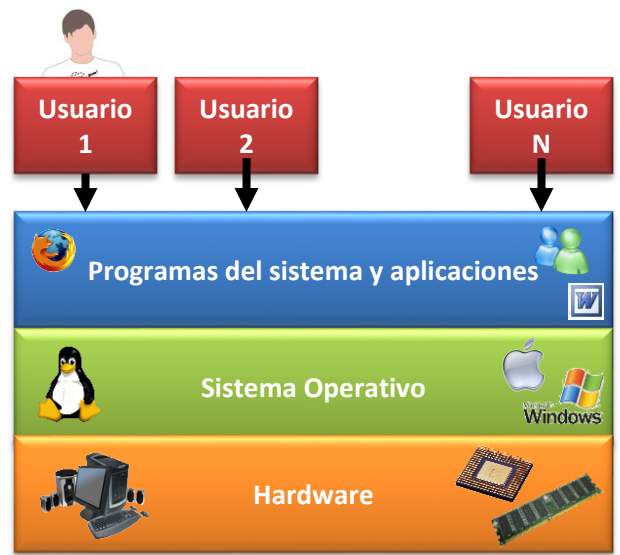 Usuario
1
Usuario
2
Usuario
N
Programas del sistema y aplicaciones
W
Sistema Operativo
Windows
Hardware